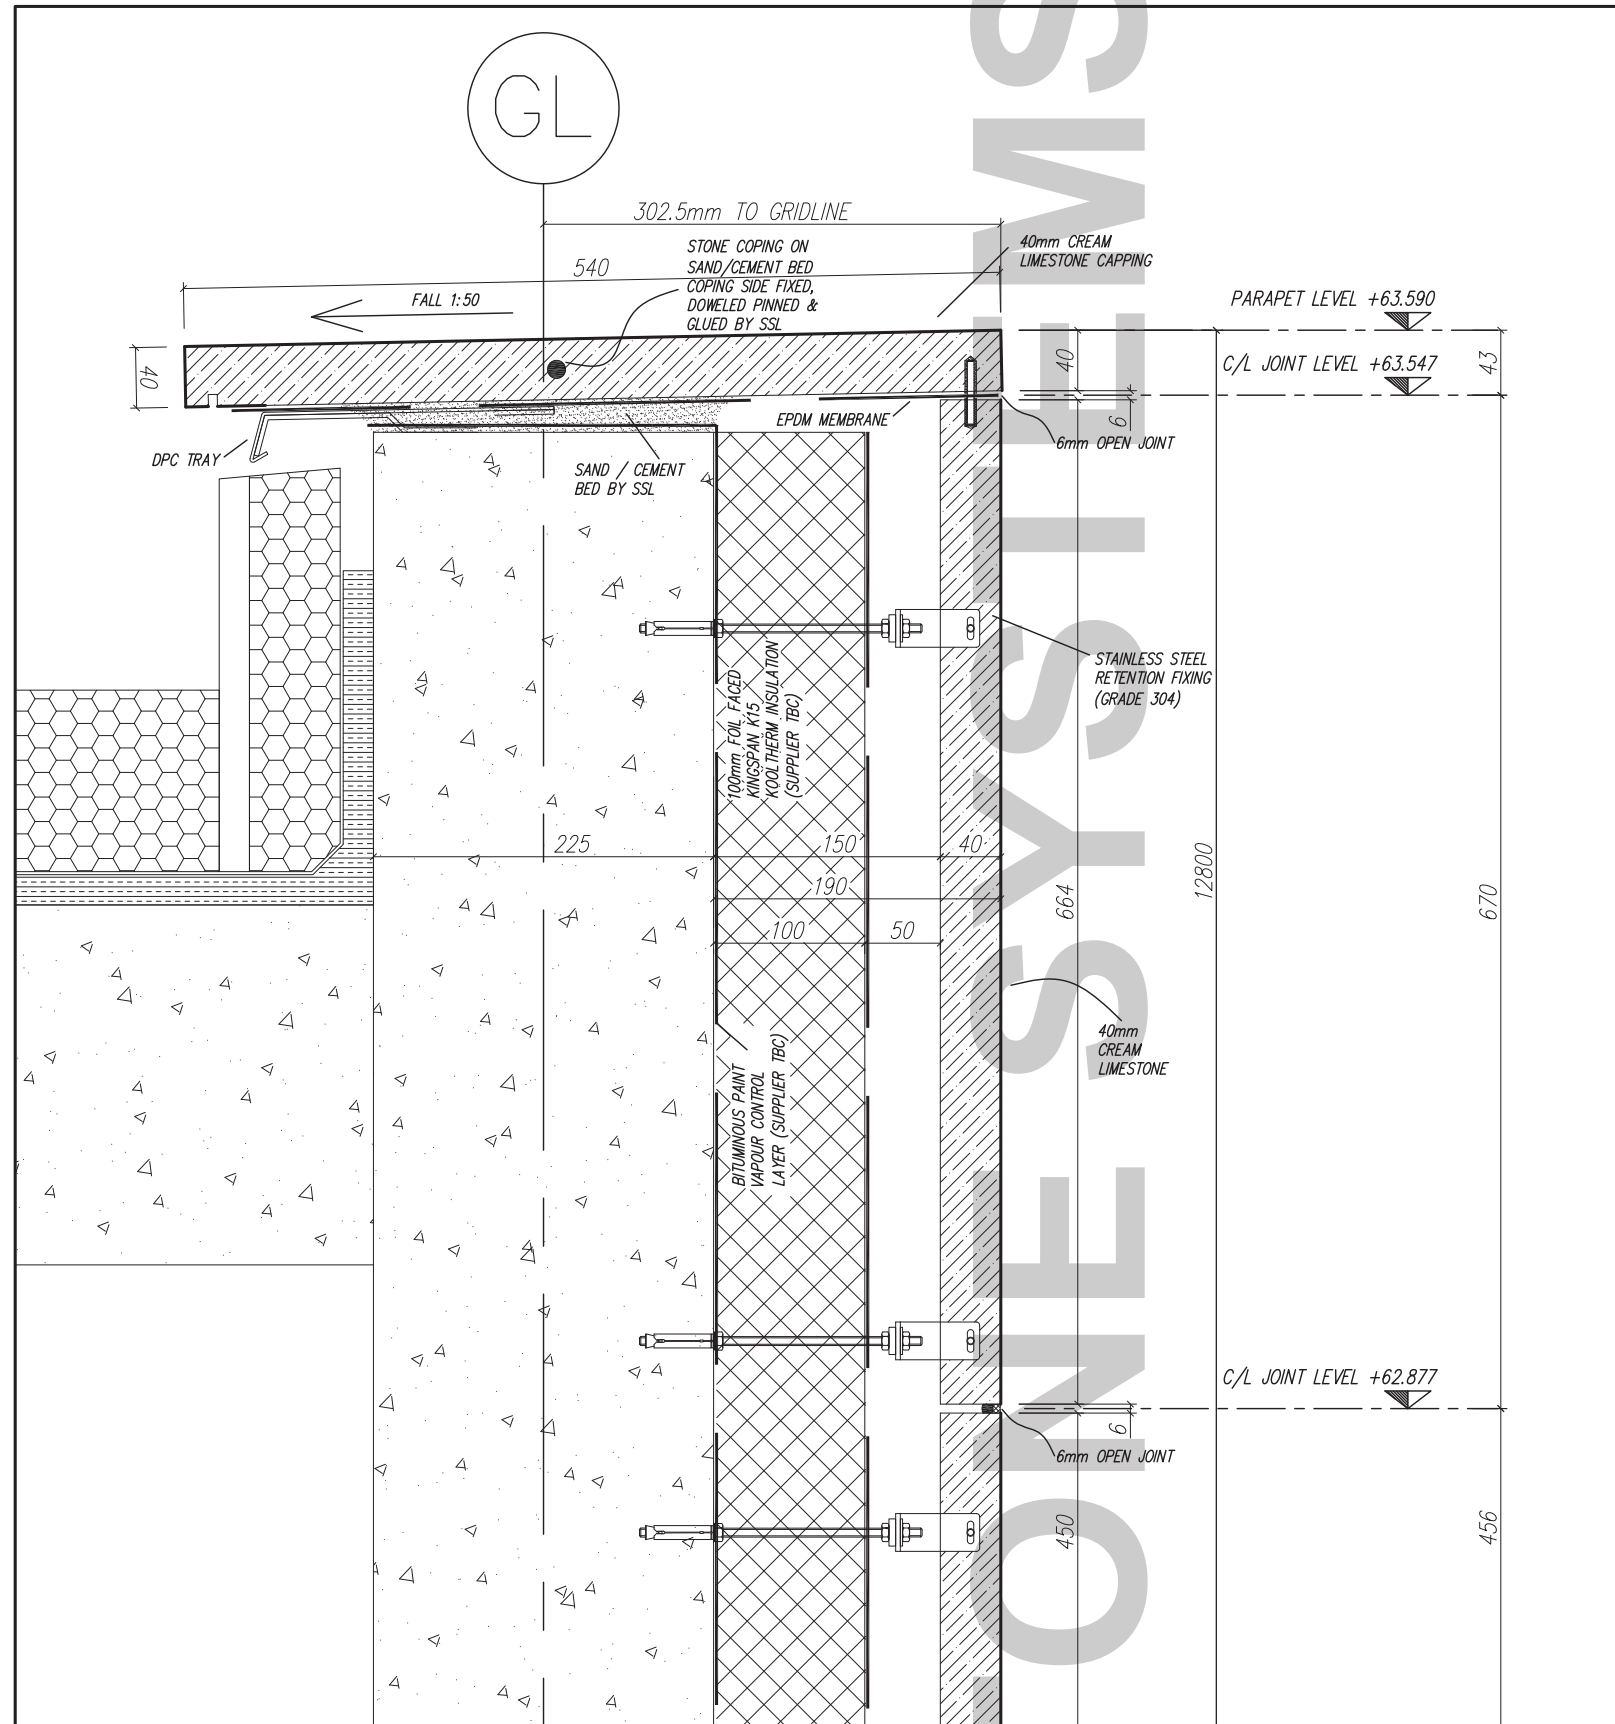 GL
302.5mm TO GRIDLINE
540
FALL 1:50
STONE COPING ON
SAND/CEMENT BED
COPING SIDE FIXED,
DOWELED PINNED &
GLUED BY SSL
40mm CREAM
LIMESTONE CAPPING
PARAPET LEVEL +63.590
C/L JOINT LEVEL +63.547
40
40
43
6
EPDM MEMBRANE
6mm OPEN JOINT
DPC TRAY
SAND / CEMENT
BED BY SSL
STAINLESS STEEL
RETENTION FIXING
(GRADE 304)
100mm FOIL FACED
KINGSPAN K15
KOOLTHERM INSULATION
(SUPPLIER TBC)
225
150
40
190
100
50
664
12800
670
40mm
CREAM
LIMESTONE
BITUMINOUS PAINT
VAPOUR CONTROL
LAYER (SUPPLIER TBC)
C/L JOINT LEVEL +62.877
6
6mm OPEN JOINT
450
456
ONE SYSTEMS